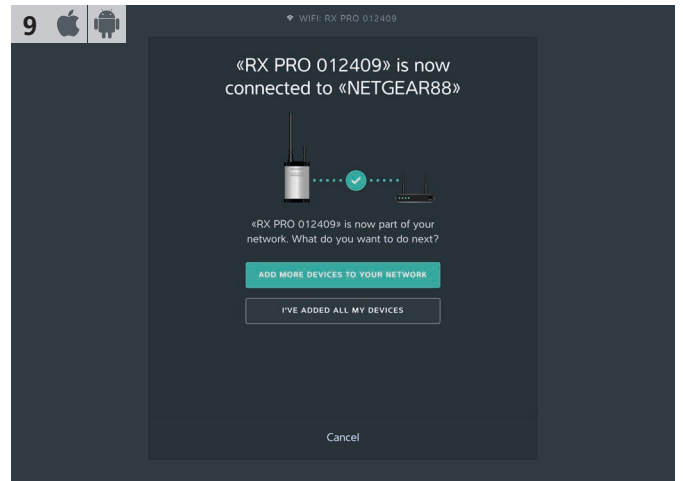 9
WIFI: RX PRO 012409
«RX PRO 012409» is now
connected to «NETGEAR88»
«RX PRO 012409» is now part of your
network. What do you want to do next?
ADD MORE DEVICES TO YOUR NETWORK
I'VE ADDED ALL MY DEVICES
Cancel